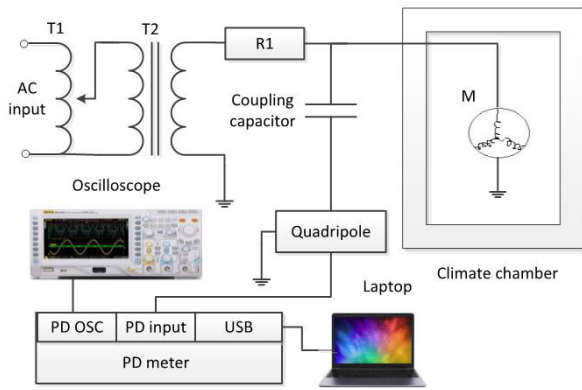 T1
T2
R1
AC
input
Coupling
capacitor
M
Oscilloscope
Quadripole
Climate chamber
Laptop
PD OSC
PD input
USB
PD meter